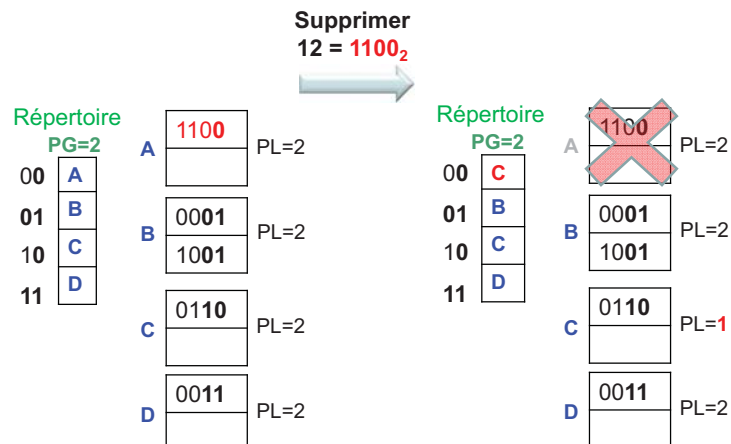 Supprimer
12 = 1100₂
Répertoire
PG=2
00 A
01 B
10 C
11 D
A 1100 PL=2
B 0001 PL=2
1001
C 0110 PL=2
D 0011 PL=2
Répertoire
PG=2
00 C
01 B
10 C
11 D
A 1100 PL=2
B 0001 PL=2
1001
C 0110 PL=1
D 0011 PL=2